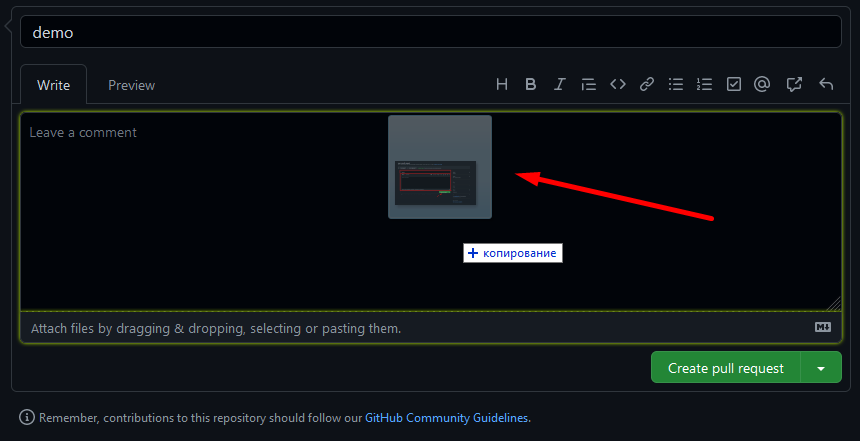 demo
Write Preview
Leave a comment
+ копирование
Attach files by dragging & dropping, selecting or pasting them.
Create pull request
Remember, contributions to this repository should follow our GitHub Community Guidelines.